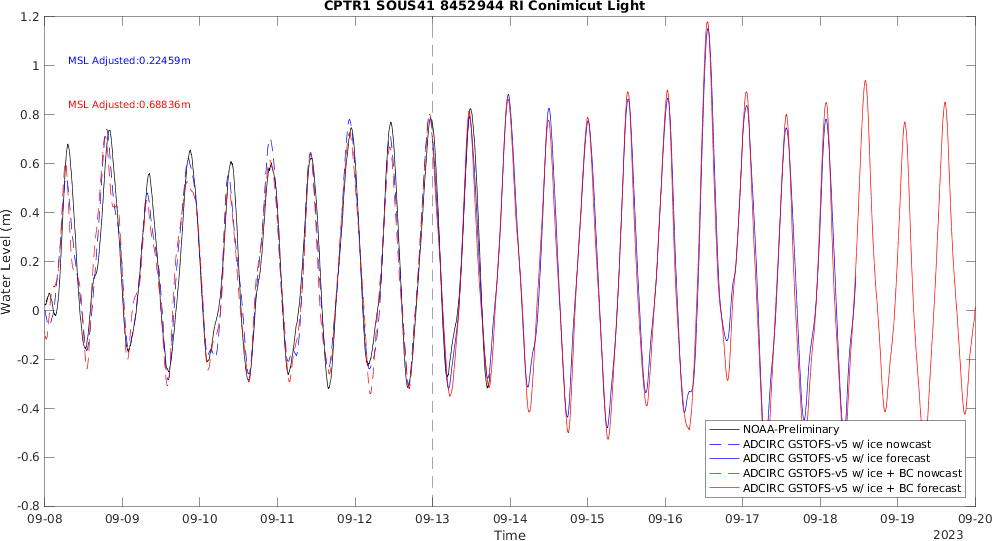 CPTR1 SOUS41 8452944 RI Conimicut Light
MSL Adjusted:0.22459m
MSL Adjusted:0.68836m
Water Level (m)
1.2
1
0.8
0.6
0.4
0.2
0
-0.2
-0.4
-0.6
-0.8
NOAA-Preliminary
ADCIRC GSTOFS-v5 w/ ice nowcast
ADCIRC GSTOFS-v5 w/ ice forecast
ADCIRC GSTOFS-v5 w/ ice + BC nowcast
ADCIRC GSTOFS-v5 w/ ice + BC forecast
09-08 09-09 09-10 09-11 09-12 09-13 09-14 09-15 09-16 09-17 09-18 09-19 09-20
Time
2023